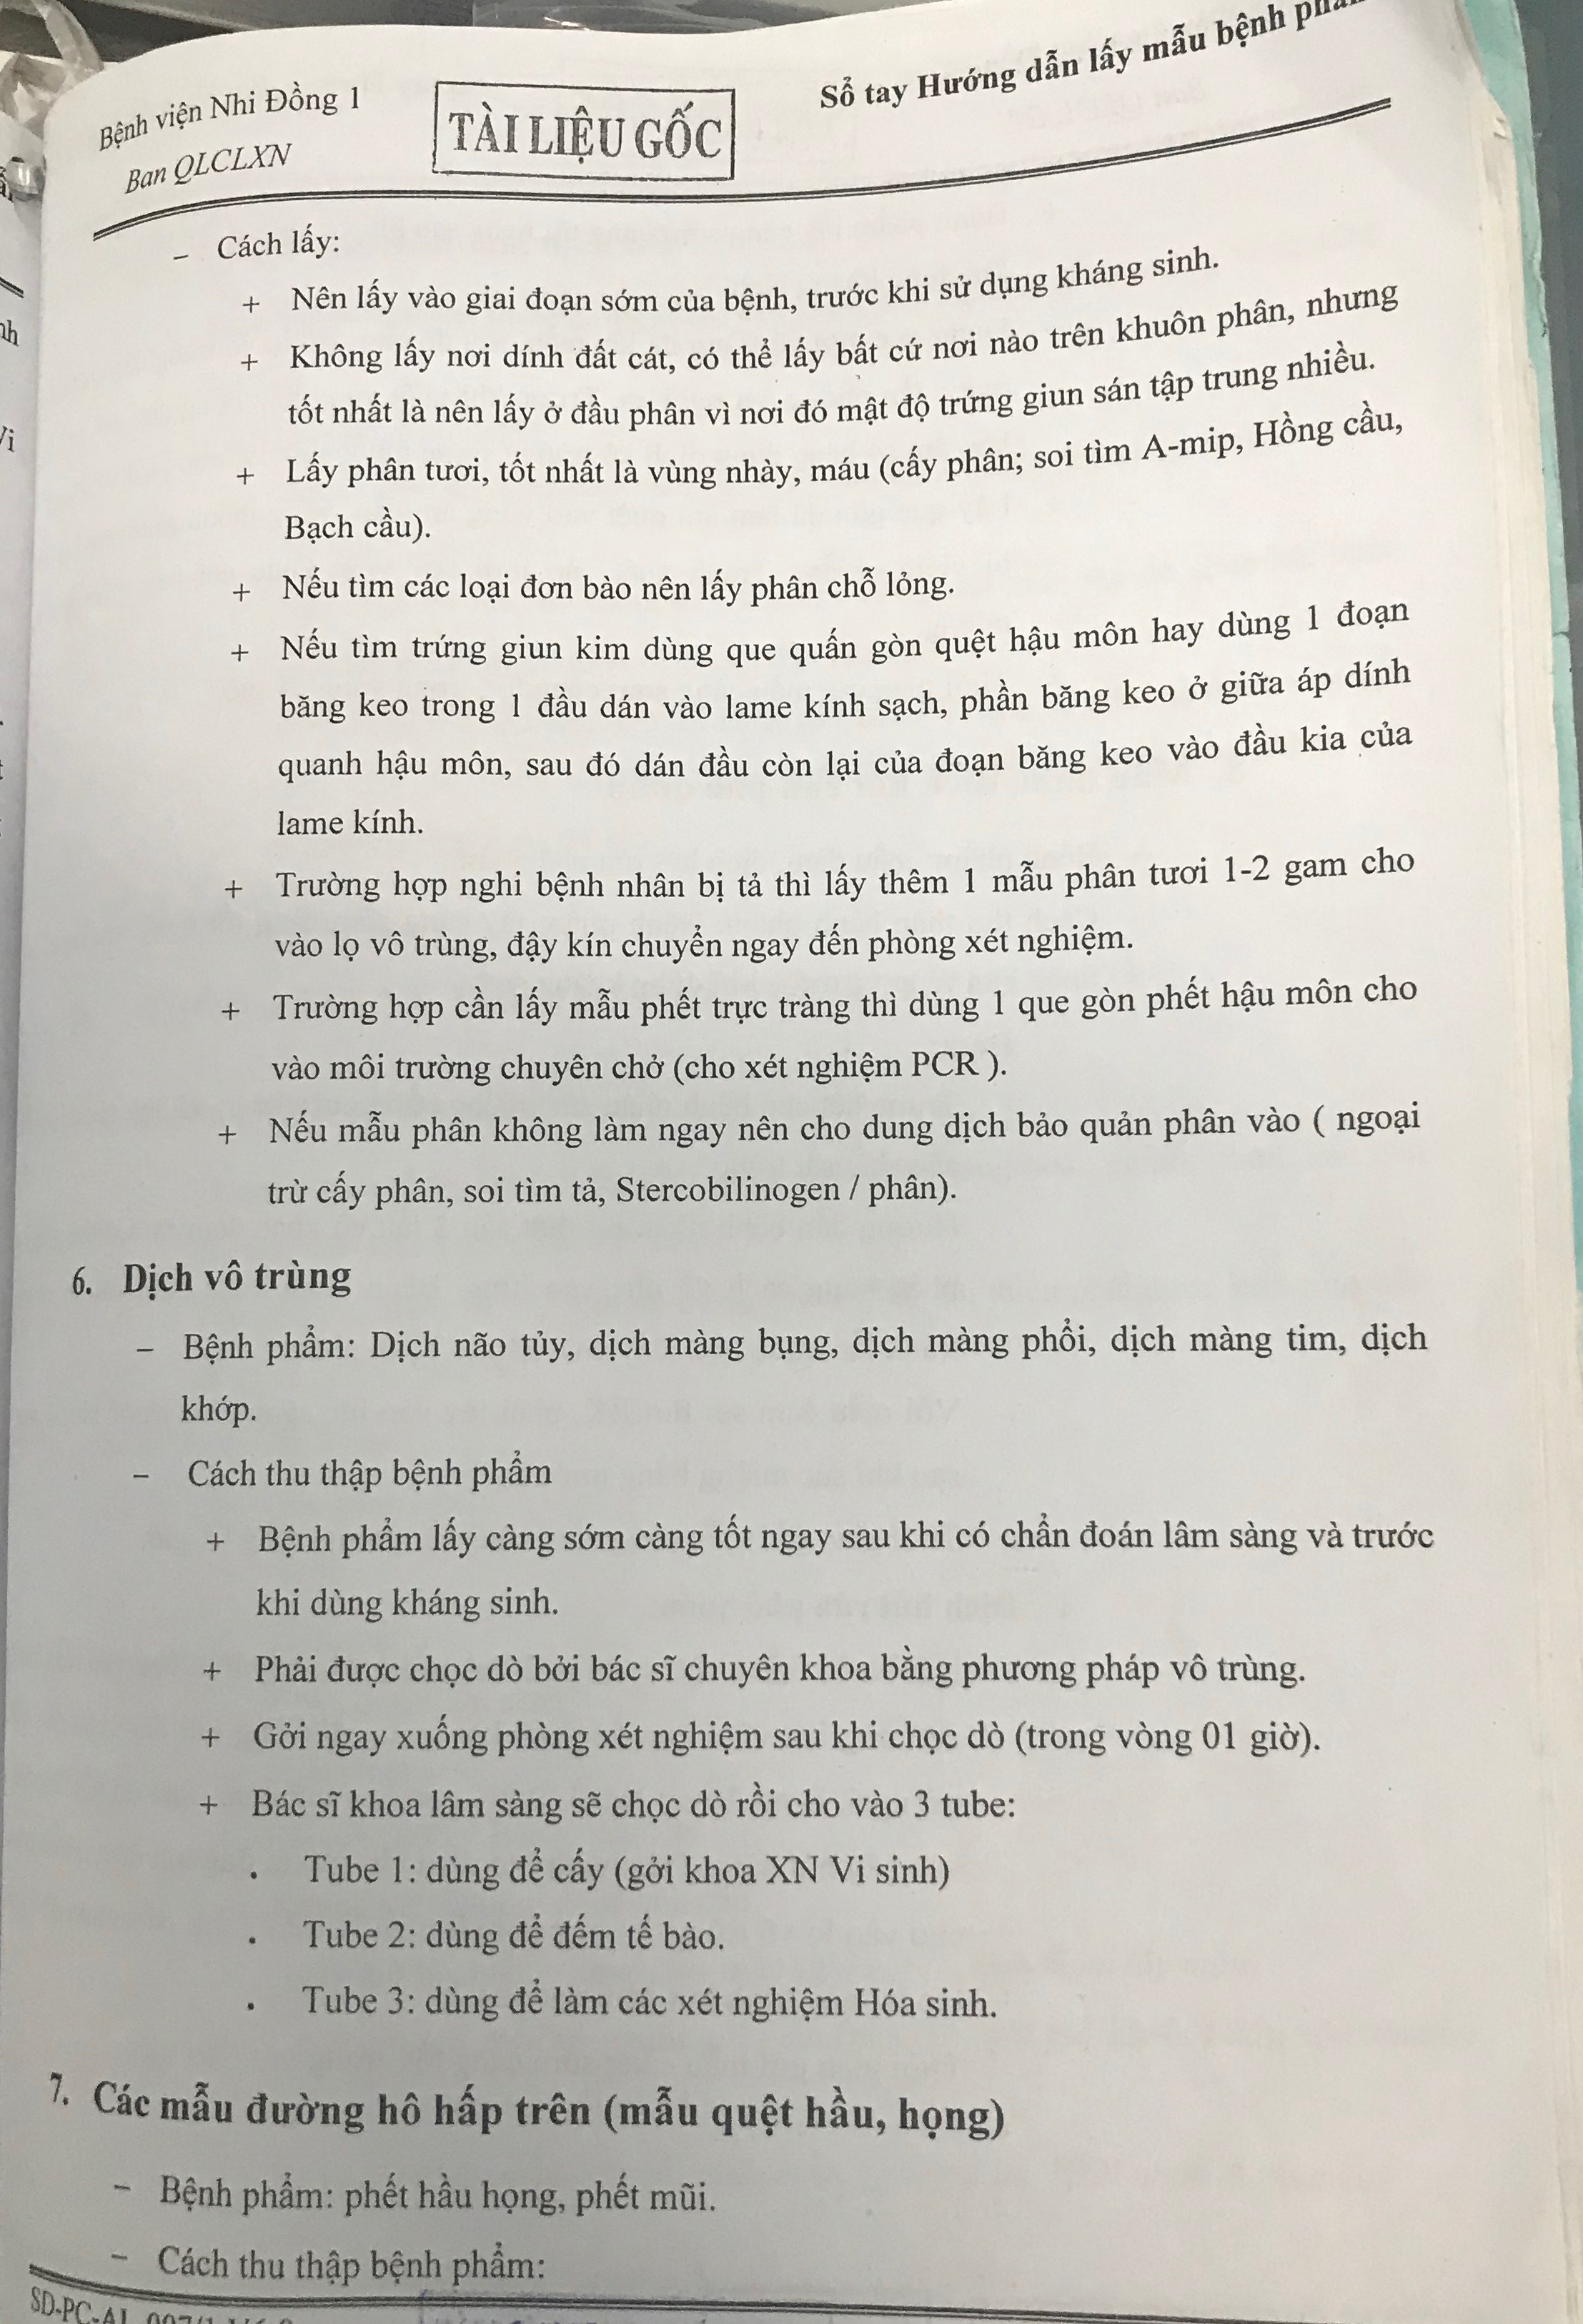 Bệnh viện Nhi Đồng 1
Ban QLCLXN
TÀI LIỆU GỐC
Sổ tay Hướng dẫn lấy mẫu bệnh
– Cách lấy:
+ Nên lấy vào giai đoạn sớm của bệnh, trước khi sử dụng kháng sinh.
+ Không lấy nơi dính đất cát, có thể lấy bất cứ nơi nào trên khuôn phân, nhưng
tốt nhất là nên lấy ở đầu phân vì nơi đó mật độ trứng giun sán tập trung nhiều.
+ Lấy phân tươi, tốt nhất là vùng nhày, máu (cấy phân; soi tìm A-mip, Hồng cầu,
Bạch cầu).
+ Nếu tìm các loại đơn bào nên lấy phân chỗ lỏng.
+ Nếu tìm trứng giun kim dùng que quấn gòn quệt hậu môn hay dùng 1 đoạn
băng keo trong 1 đầu dán vào lame kính sạch, phần băng keo ở giữa áp dính
quanh hậu môn, sau đó dán đầu còn lại của đoạn băng keo vào đầu kia của
lame kính.
+ Trường hợp nghi bệnh nhân bị tả thì lấy thêm 1 mẫu phân tươi 1-2 gam cho
vào lọ vô trùng, đậy kín chuyển ngay đến phòng xét nghiệm.
+ Trường hợp cần lấy mẫu phết trực tràng thì dùng 1 que gòn phết hậu môn cho
vào môi trường chuyên chở (cho xét nghiệm PCR ).
+ Nếu mẫu phân không làm ngay nên cho dung dịch bảo quản phân vào ( ngoại
trừ cấy phân, soi tìm tả, Stercobilinogen / phân).
6. Dịch vô trùng
– Bệnh phẩm: Dịch não tủy, dịch màng bụng, dịch màng phổi, dịch màng tim, dịch
khớp.
– Cách thu thập bệnh phẩm
+ Bệnh phẩm lấy càng sớm càng tốt ngay sau khi có chẩn đoán lâm sàng và trước
khi dùng kháng sinh.
+ Phải được chọc dò bởi bác sĩ chuyên khoa bằng phương pháp vô trùng.
+ Gởi ngay xuống phòng xét nghiệm sau khi chọc dò (trong vòng 01 giờ).
+ Bác sĩ khoa lâm sàng sẽ chọc dò rồi cho vào 3 tube:
. Tube 1: dùng để cấy (gởi khoa XN Vi sinh)
. Tube 2: dùng để đếm tế bào.
. Tube 3: dùng để làm các xét nghiệm Hóa sinh.
7. Các mẫu đường hô hấp trên (mẫu quệt hầu, họng)
– Bệnh phẩm: phết hầu họng, phết mũi.
– Cách thu thập bệnh phẩm: